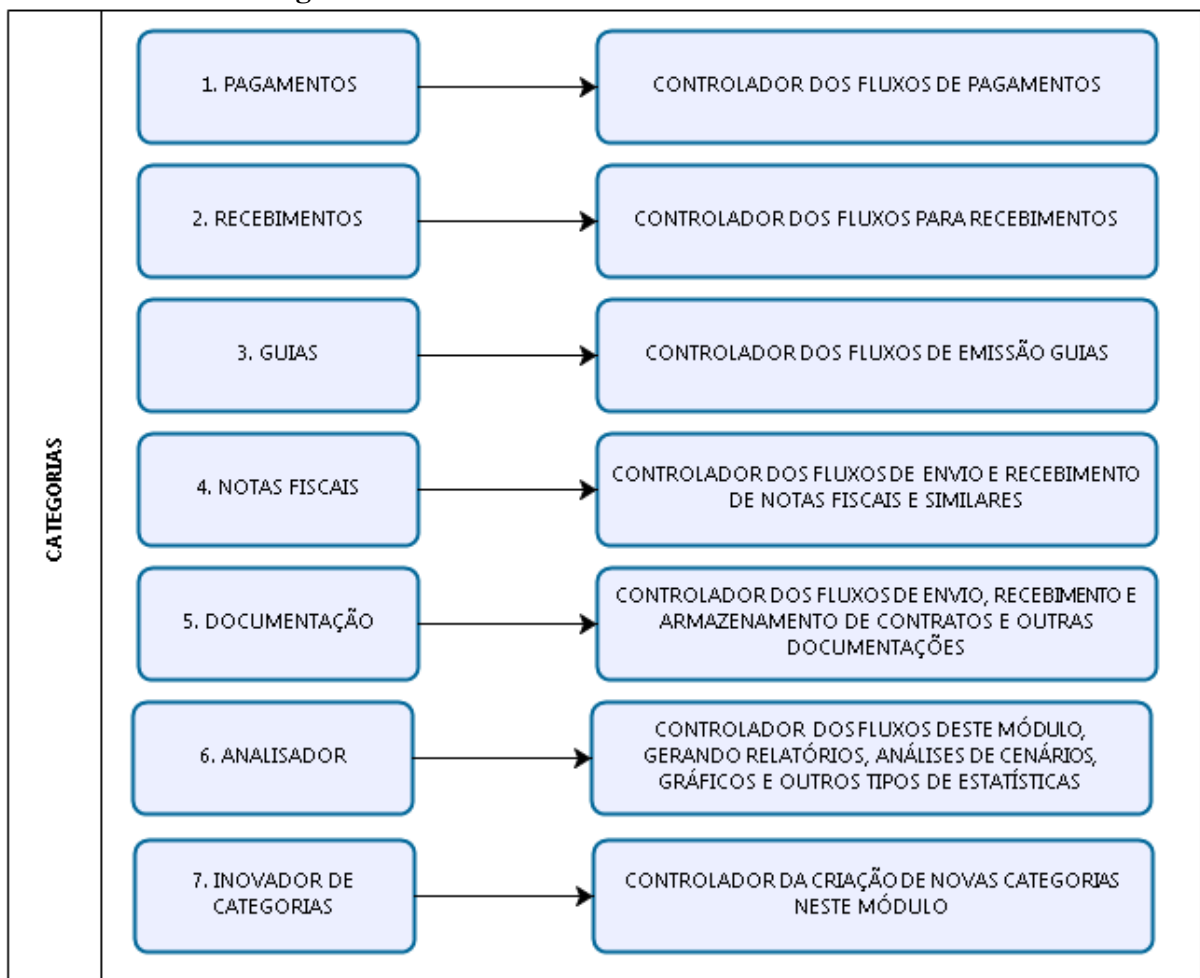 CATEGORIAS
1. PAGAMENTOS
CONTROLADOR DOS FLUXOS DE PAGAMENTOS
2. RECEBIMENTOS
CONTROLADOR DOS FLUXOS PARA RECEBIMENTOS
3. GUIAS
CONTROLADOR DOS FLUXOS DE EMISSÃO GUIAS
4. NOTAS FISCAIS
CONTROLADOR DOS FLUXOS DE ENVIO E RECEBIMENTO
DE NOTAS FISCAIS E SIMILARES
5. DOCUMENTAÇÃO
CONTROLADOR DOS FLUXOS DE ENVIO, RECEBIMENTO E
ARMAZENAMENTO DE CONTRATOS E OUTRAS
DOCUMENTAÇÕES
6. ANALISADOR
CONTROLADOR DOS FLUXOS DESTE MÓDULO,
GERANDO RELATÓRIOS, ANÁLISES DE CENÁRIOS,
GRÁFICOS E OUTROS TIPOS DE ESTATÍSTICAS
7. INOVADOR DE
CATEGORIAS
CONTROLADOR DA CRIAÇÃO DE NOVAS CATEGORIAS
NESTE MÓDULO